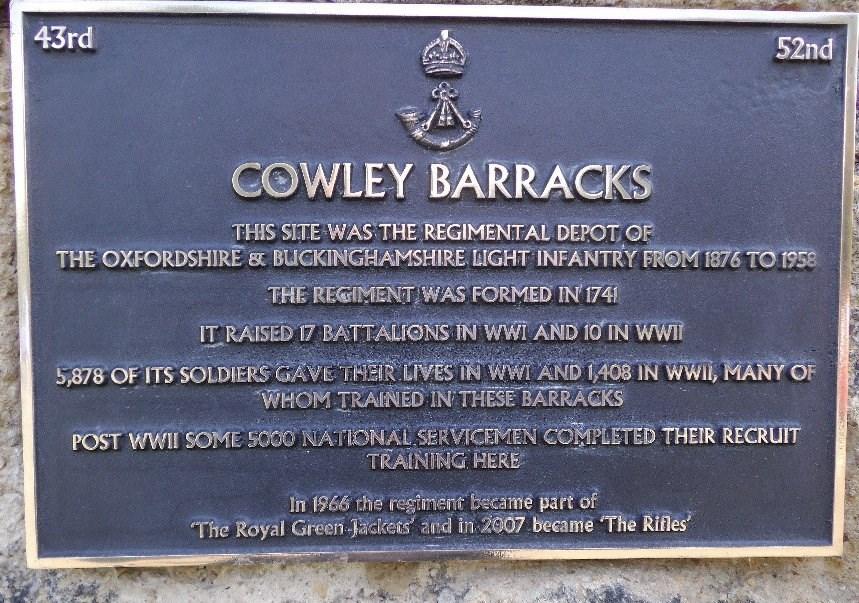 43rd
52nd
COWLEY BARRACKS
THIS SITE WAS THE REGIMENTAL DEPOT OF
THE OXFORDSHIRE & BUCKINGHAMSHIRE LIGHT INFANTRY FROM 1876 TO 1958
THE REGIMENT WAS FORMED IN 1741
IT RAISED 17 BATTALIONS IN WWI AND 10 IN WWII
5,878 OF ITS SOLDIERS GAVE THEIR LIVES IN WWI AND 1,408 IN WWII, MANY OF
WHOM TRAINED IN THESE BARRACKS
POST WWII SOME 5000 NATIONAL SERVICEMEN COMPLETED THEIR RECRUIT
TRAINING HERE
In 1966 the regiment became part of
'The Royal Green Jackets' and in 2007 became 'The Rifles'